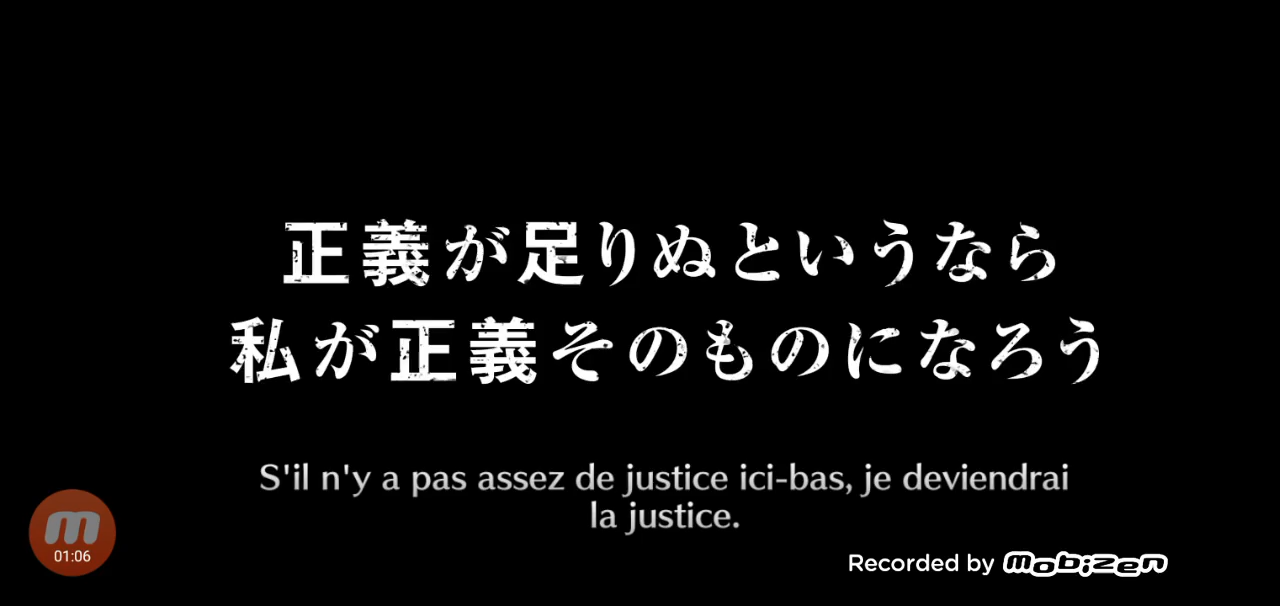 正義が足りぬというなら
私が正義そのものになろう
S'il n'y a pas assez de justice ici-bas, je deviendrai
la justice.
m
01:06
Recorded by mobizen